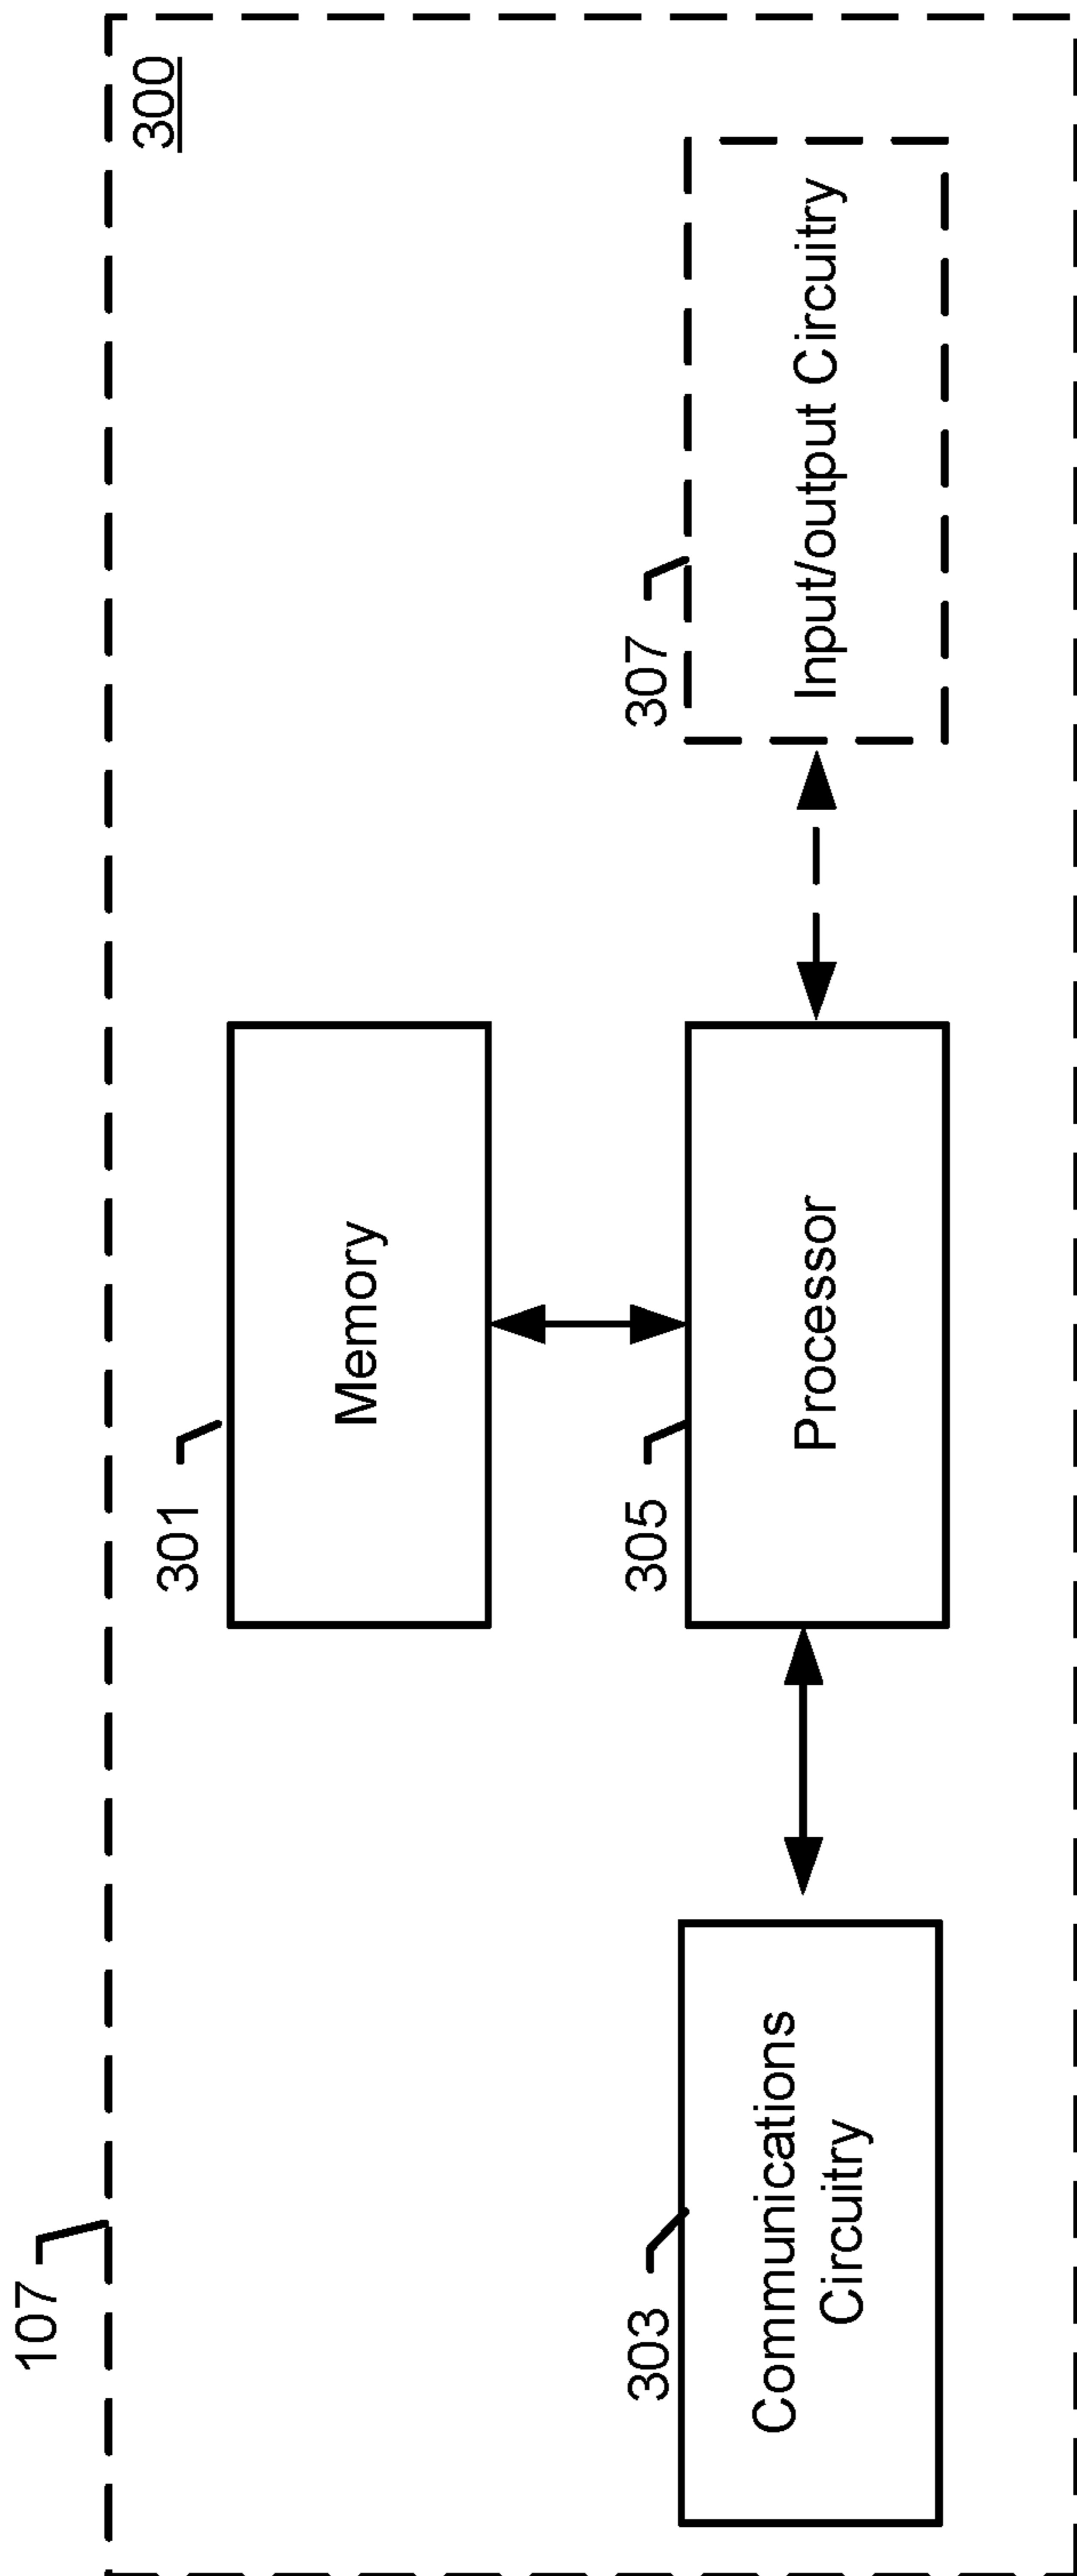 107
300
301
Memory
303
Communications
Circuitry
305
Processor
307
Input/output Circuitry